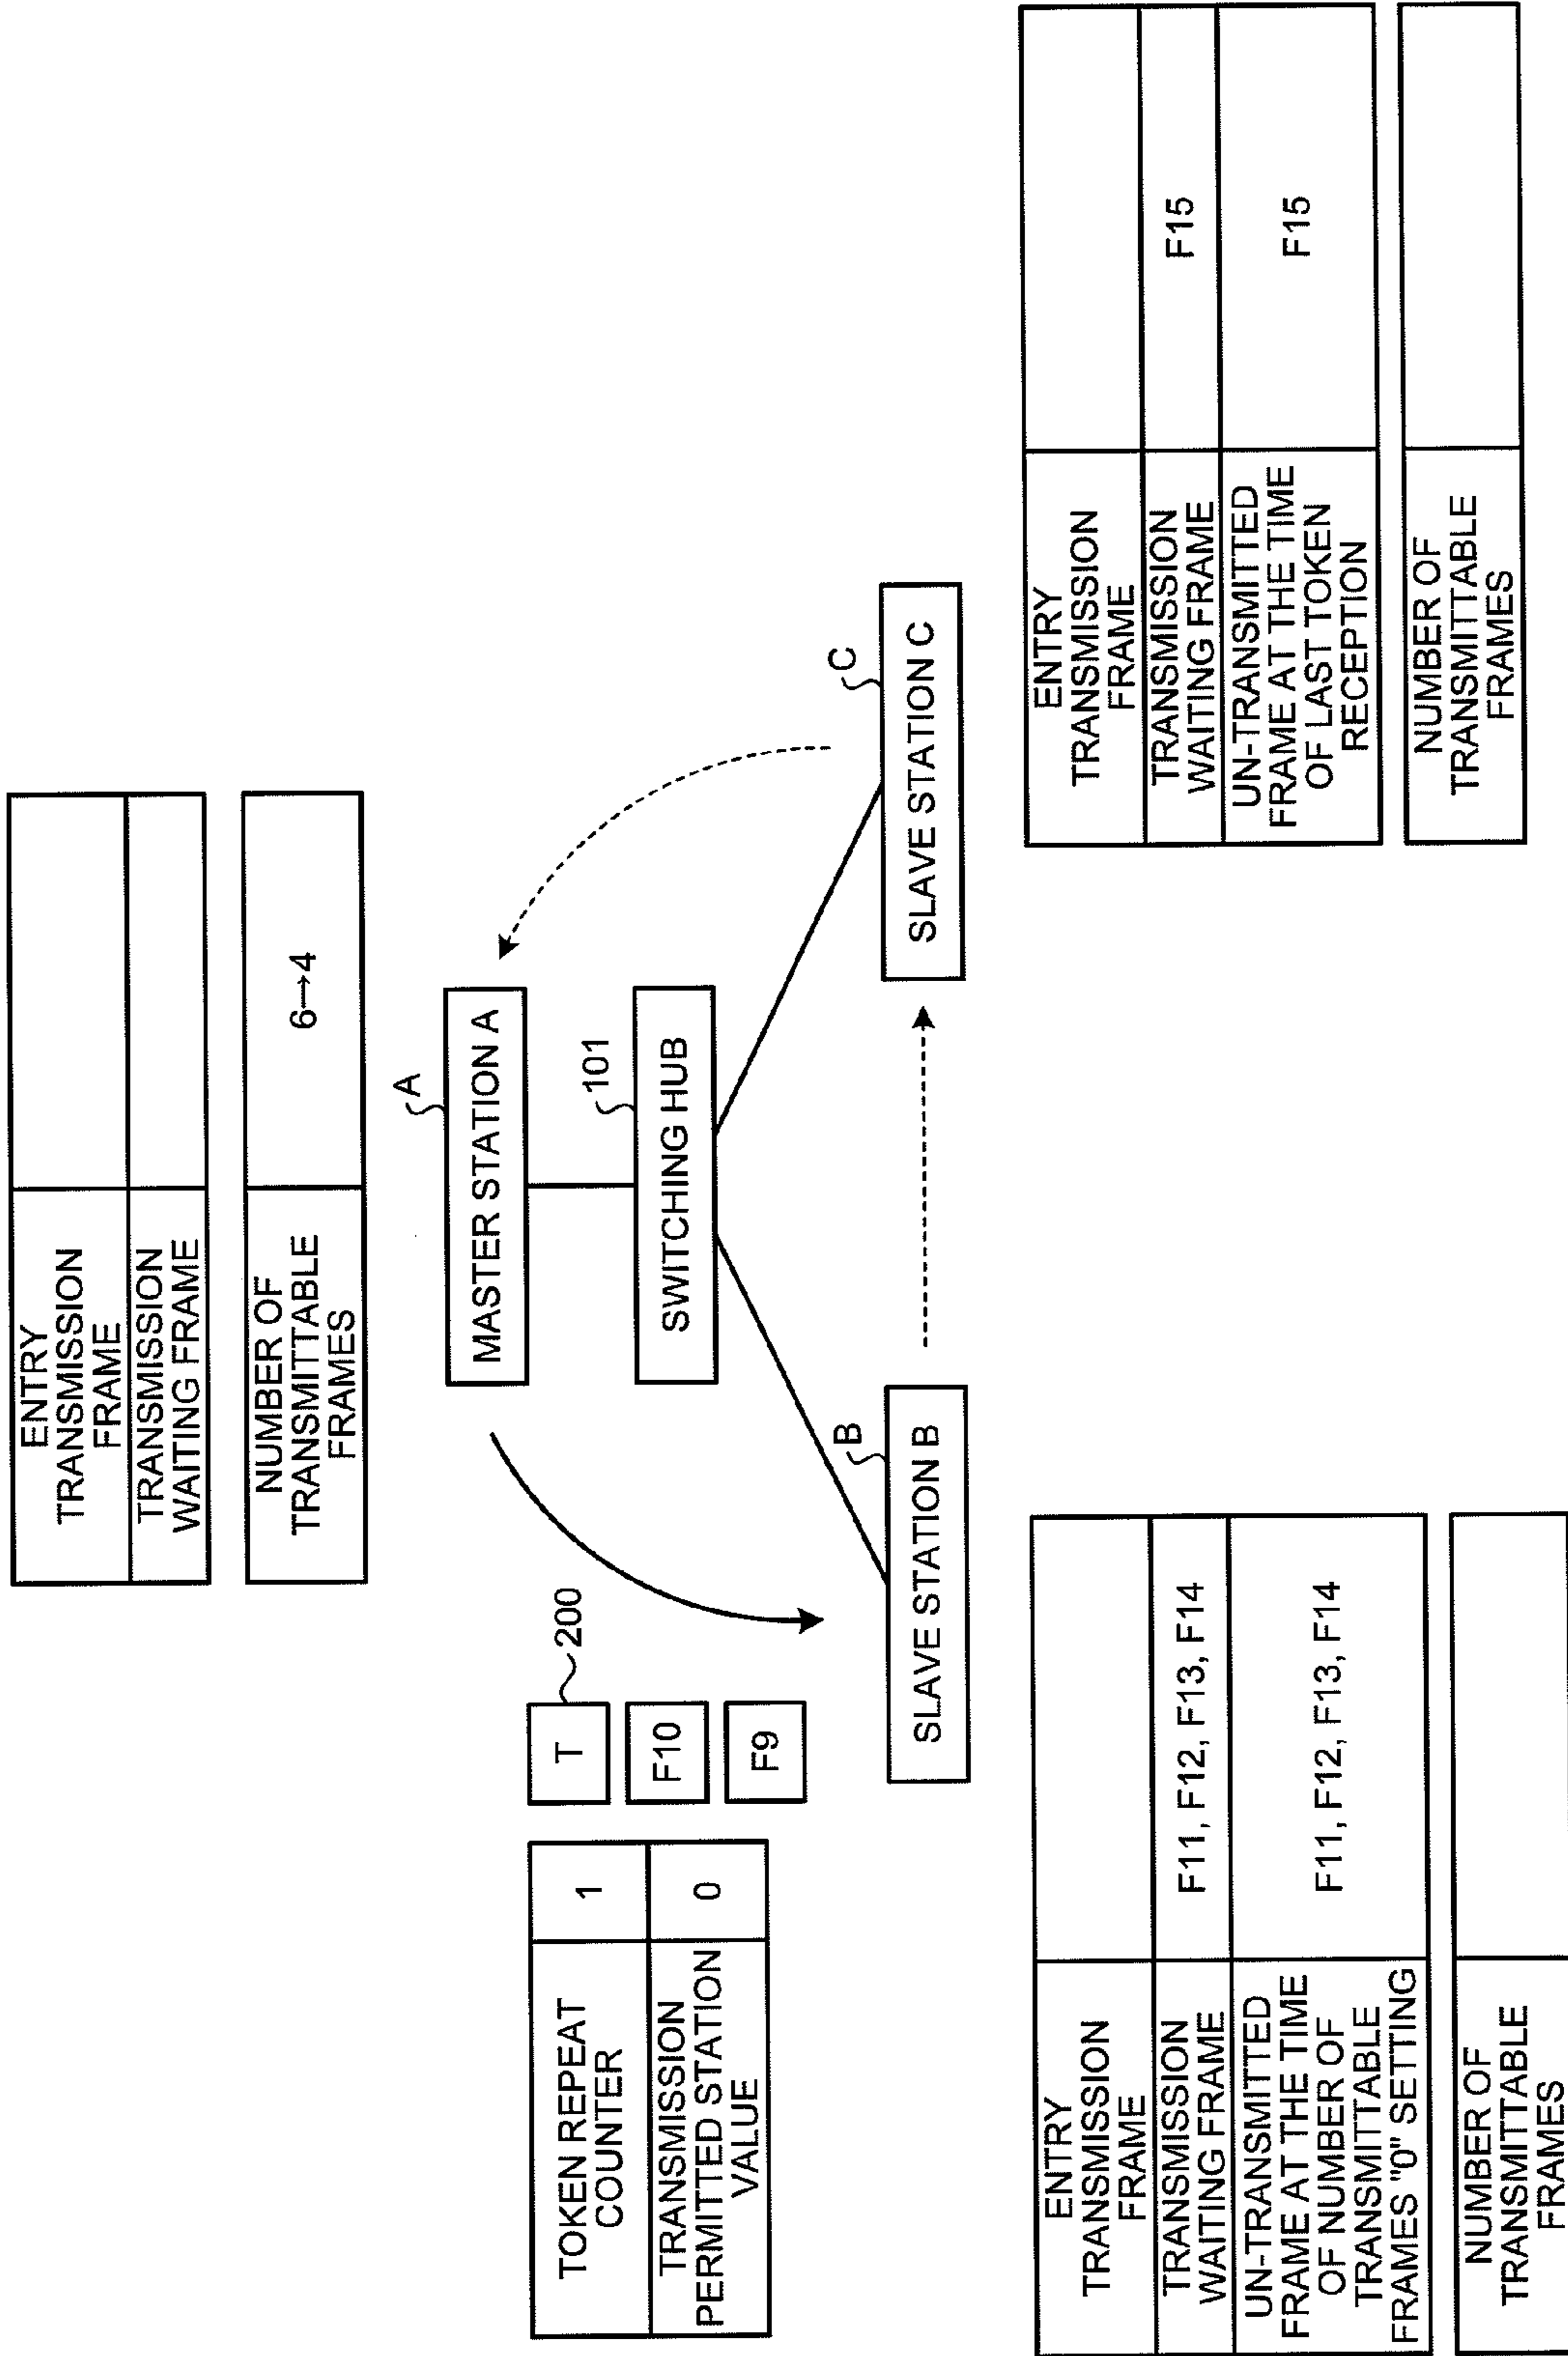 ENTRY
TRANSMISSION
FRAME
TRANSMISSION
WAITING FRAME
NUMBER OF
TRANSMITTABLE
FRAMES
6→4
A
MASTER STATION A
101
SWITCHING HUB
TOKEN REPEAT
COUNTER
1
TRANSMISSION
PERMITTED STATION
VALUE
0
T
200
F10
F9
B
SLAVE STATION B
C
SLAVE STATION C
ENTRY
TRANSMISSION
FRAME
TRANSMISSION
WAITING FRAME
F11, F12, F13, F14
UN-TRANSMITTED
FRAME AT THE TIME
OF NUMBER OF
TRANSMITTABLE
FRAMES "0" SETTING
F11, F12, F13, F14
NUMBER OF
TRANSMITTABLE
FRAMES
ENTRY
TRANSMISSION
FRAME
TRANSMISSION
WAITING FRAME
F15
UN-TRANSMITTED
FRAME AT THE TIME
OF LAST TOKEN
RECEPTION
F15
NUMBER OF
TRANSMITTABLE
FRAMES